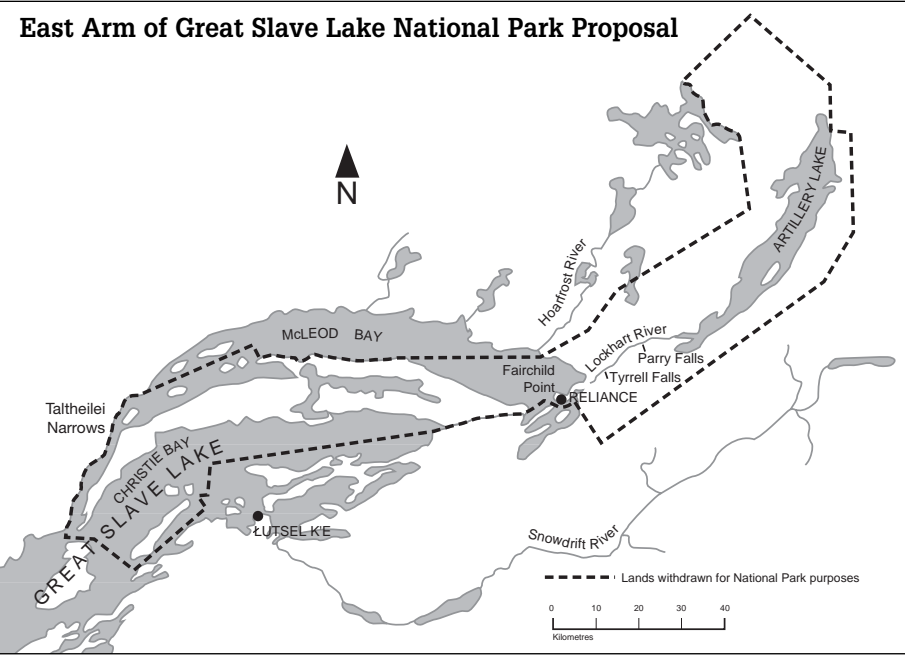 East Arm of Great Slave Lake National Park Proposal
N
ARTILLERY LAKE
Hoarfrost River
McLEOD BAY
Lockhart River
Parry Falls
Fairchild
Point
Tyrrell Falls
RELIANCE
Taltheilei
Narrows
CHRISTIE BAY
GREAT SLAVE LAKE
ŁUTSEL K'E
Snowdrift River
Lands withdrawn for National Park purposes
0 10 20 30 40
Kilometres